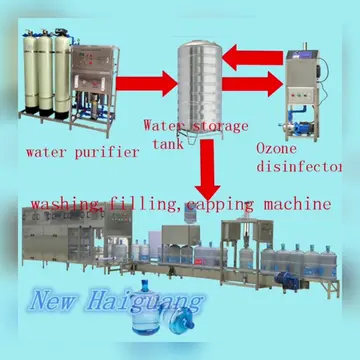 water purifier
Water storage
tank
Ozone
disinfector
washing,filling,capping machine
New Haiguang